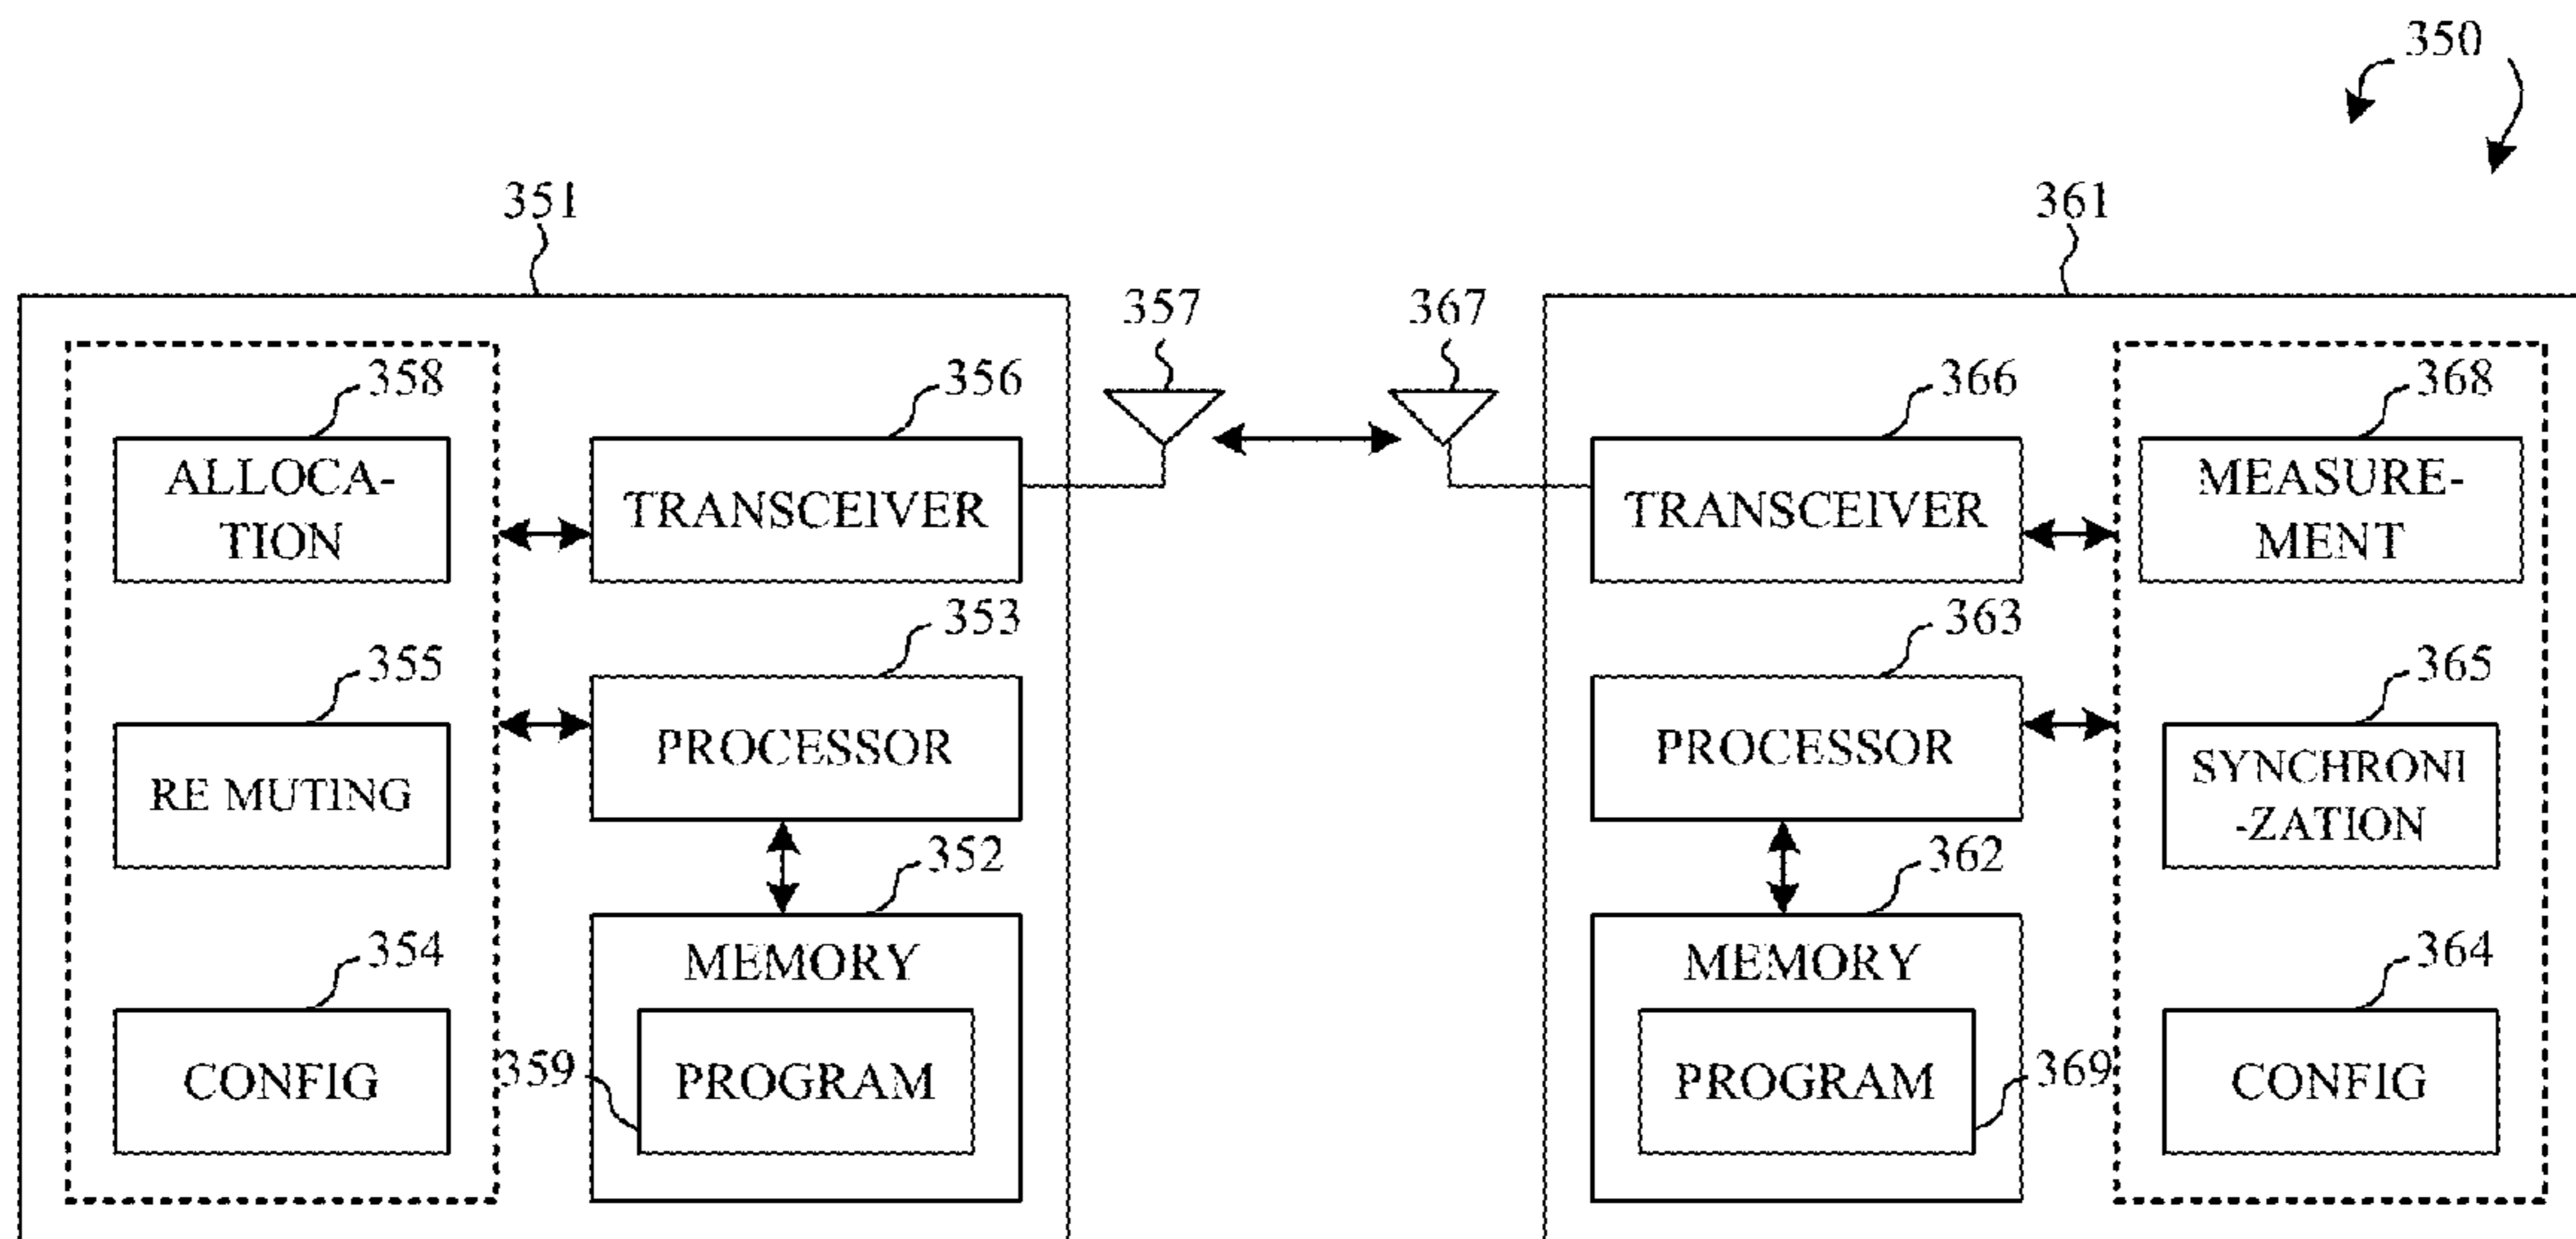 350
351
361
357
367
358
356
366
368
ALLOCA-
TION
TRANSCEIVER
TRANSCEIVER
MEASURE-
MENT
353
363
355
365
RE MUTING
PROCESSOR
PROCESSOR
SYNCHRONI
-ZATION
352
362
354
364
MEMORY
MEMORY
CONFIG
359
PROGRAM
PROGRAM
369
CONFIG